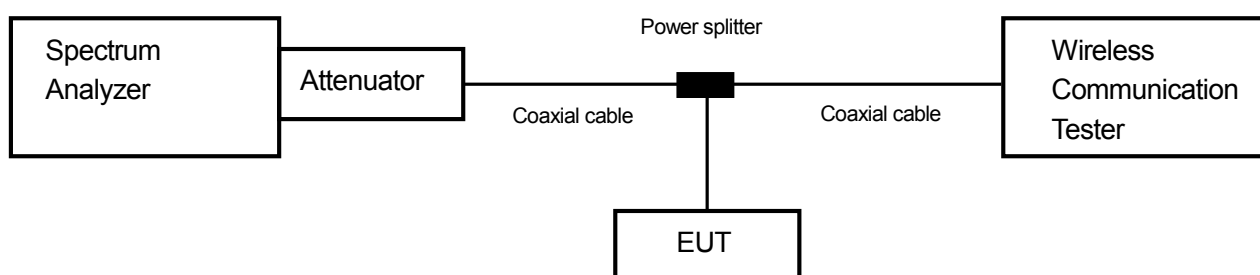 Power splitter
Spectrum
Analyzer
Attenuator
Coaxial cable
Coaxial cable
Wireless
Communication
Tester
EUT